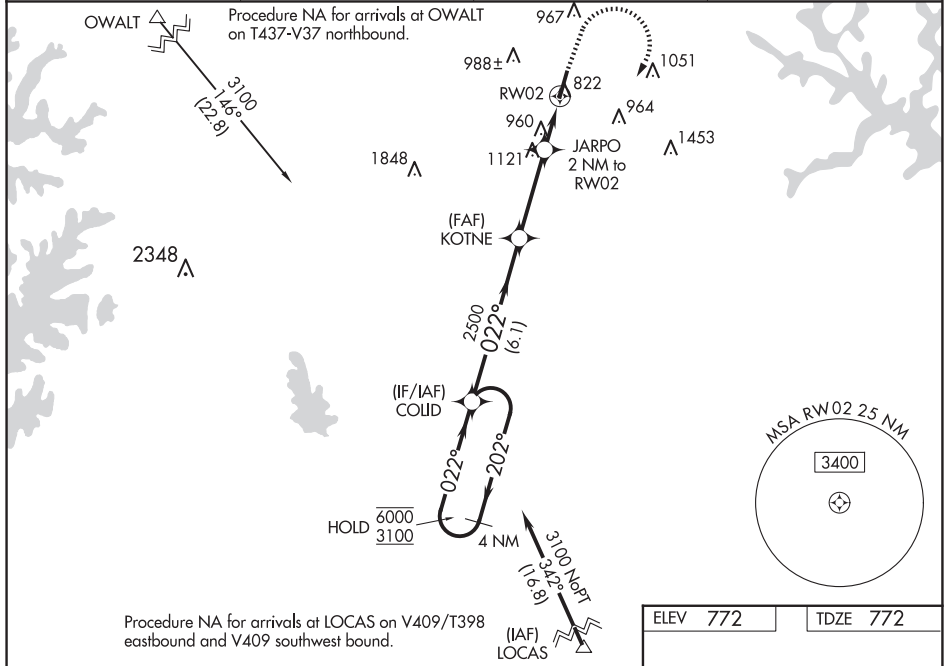 OWALT
Procedure NA for arrivals at OWALT
on T437-V37 northbound.
3100
146°
(22.8)
967
988±
1051
RW02
822
960
964
1121
JARPO
2 NM to
RW02
1453
1848
(FAF)
KOTNE
2348
2500
022°
(6.1)
(IF/IAF)
COLID
022°
202°
HOLD
6000
3100
4 NM
3100 NoPT
342°
(16.8)
MSA RW02 25 NM
3400
Procedure NA for arrivals at LOCAS on V409/T398
eastbound and V409 southwest bound.
(IAF)
LOCAS
ELEV 772
TDZE 772